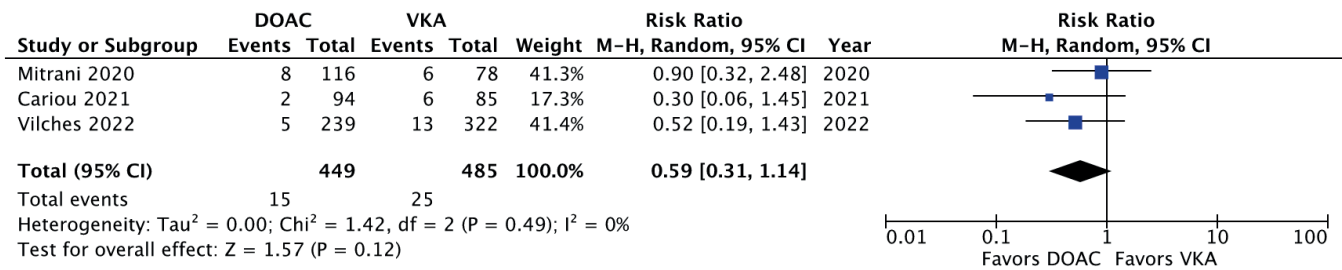 DOAC VKA Risk Ratio Risk Ratio
Study or Subgroup Events Total Events Total Weight M–H, Random, 95% CI Year M–H, Random, 95% CI
Mitrani 2020 8 116 6 78 41.3% 0.90 [0.32, 2.48] 2020
Cariou 2021 2 94 6 85 17.3% 0.30 [0.06, 1.45] 2021
Vilches 2022 5 239 13 322 41.4% 0.52 [0.19, 1.43] 2022
Total (95% CI) 449 485 100.0% 0.59 [0.31, 1.14]
Total events 15 25
Heterogeneity: Tau² = 0.00; Chi² = 1.42, df = 2 (P = 0.49); I² = 0%
Test for overall effect: Z = 1.57 (P = 0.12)
0.01 0.1 1 10 100
Favors DOAC Favors VKA